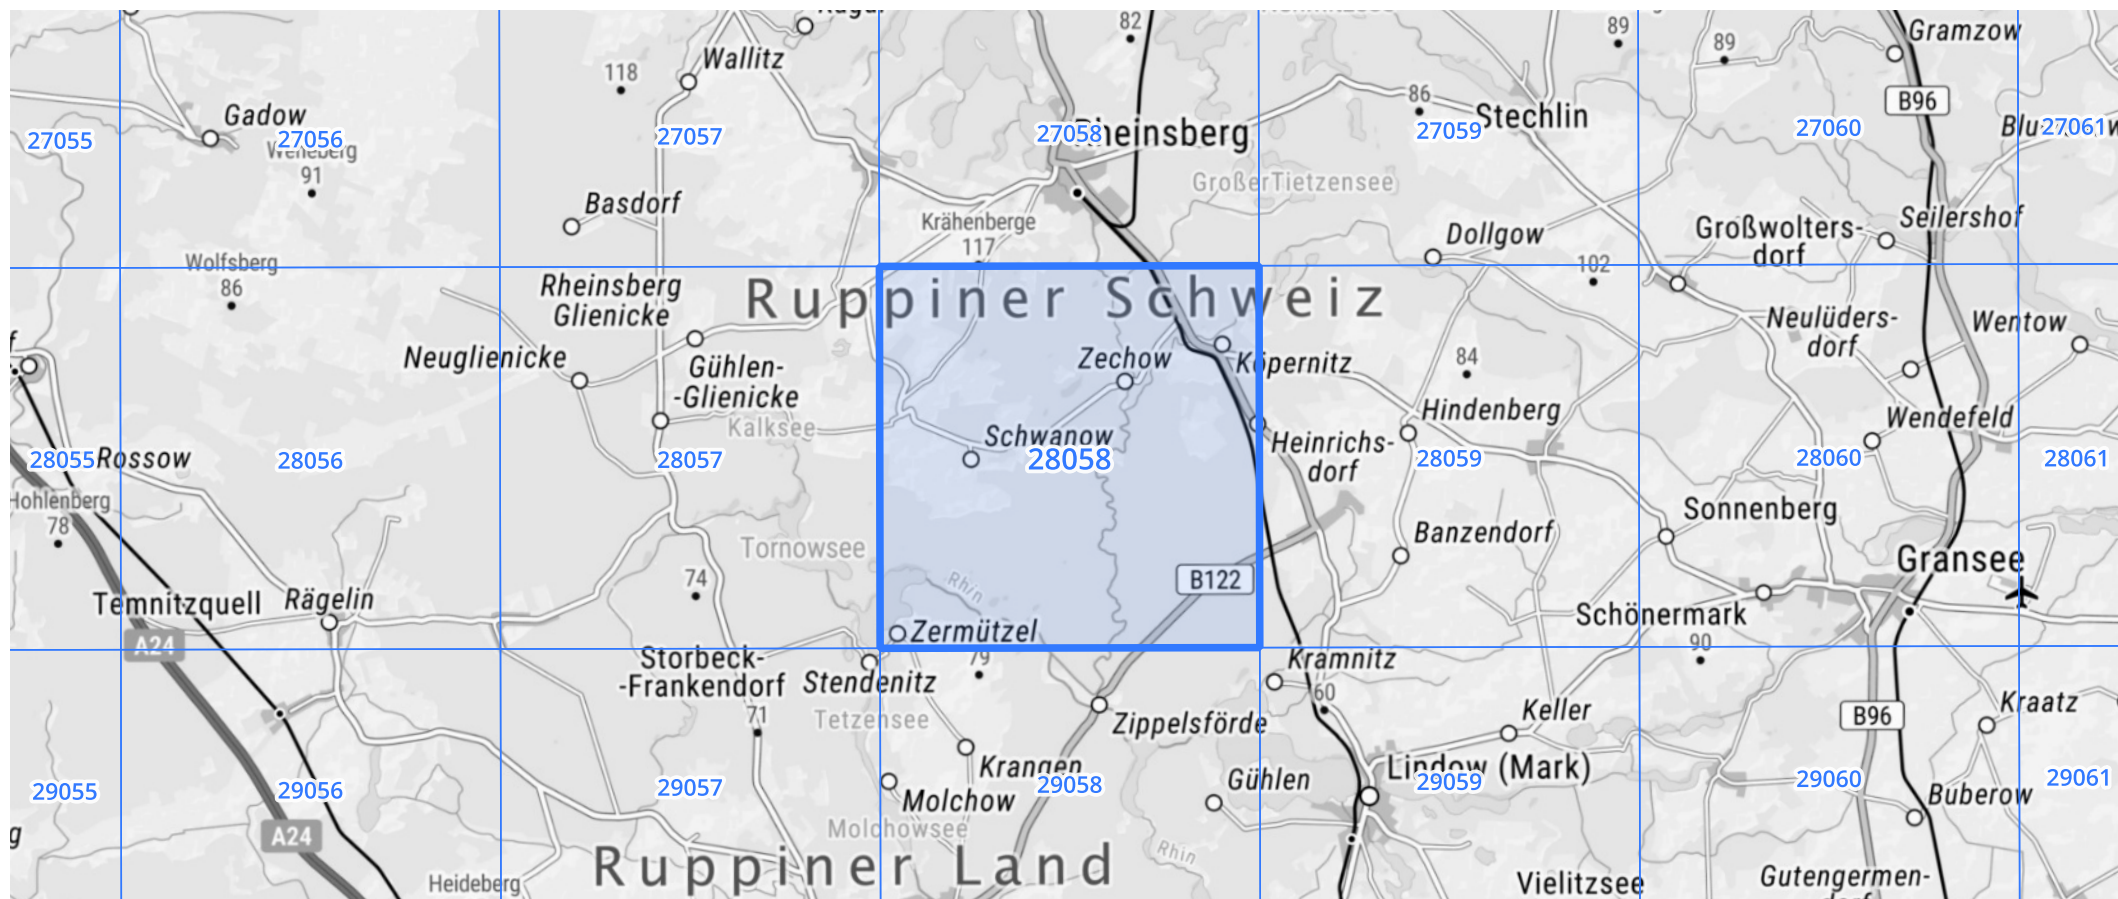 82
89
89
Gramzow
Wallitz
118
86
Stechlin
B96
Gadow
27055
27056
91
27057
27058
Rheinsberg
27059
27060
27061
GroßerTietzensee
Basdorf
Krähenberge
117
Dollgow
Großwolters-
dorf
Seilershof
Wolfsberg
86
102
Rheinsberg
Glienicke
Ruppiner Schweiz
Neulüders-
dorf
Wentow
Neuglienicke
Gühlen-
-Glienicke
Zechow
Köpernitz
84
Kalksee
Hindenberg
Wendefeld
Schwanow
Heinrichs-
dorf
28055
Rossow
28056
28057
28058
28059
28060
28061
Hohlenberg
78
Sonnenberg
Tornowsee
Banzendorf
Gransee
74
Rhin
B122
Temnitzquell
Rägelin
Schönermark
90
A24
Zermützel
Storbeck-
-Frankendorf
Stendenitz
79
Kramnitz
60
71
Tetzensee
Zippelsförde
Keller
B96
Kraatz
Krangen
29055
29056
29057
Molchow
29058
Gühlen
Lindow (Mark)
29059
29060
29061
Buberow
A24
Molchowsee
Rhin
Ruppiner Land
Heideberg
Vielitzsee
Gutengermen-